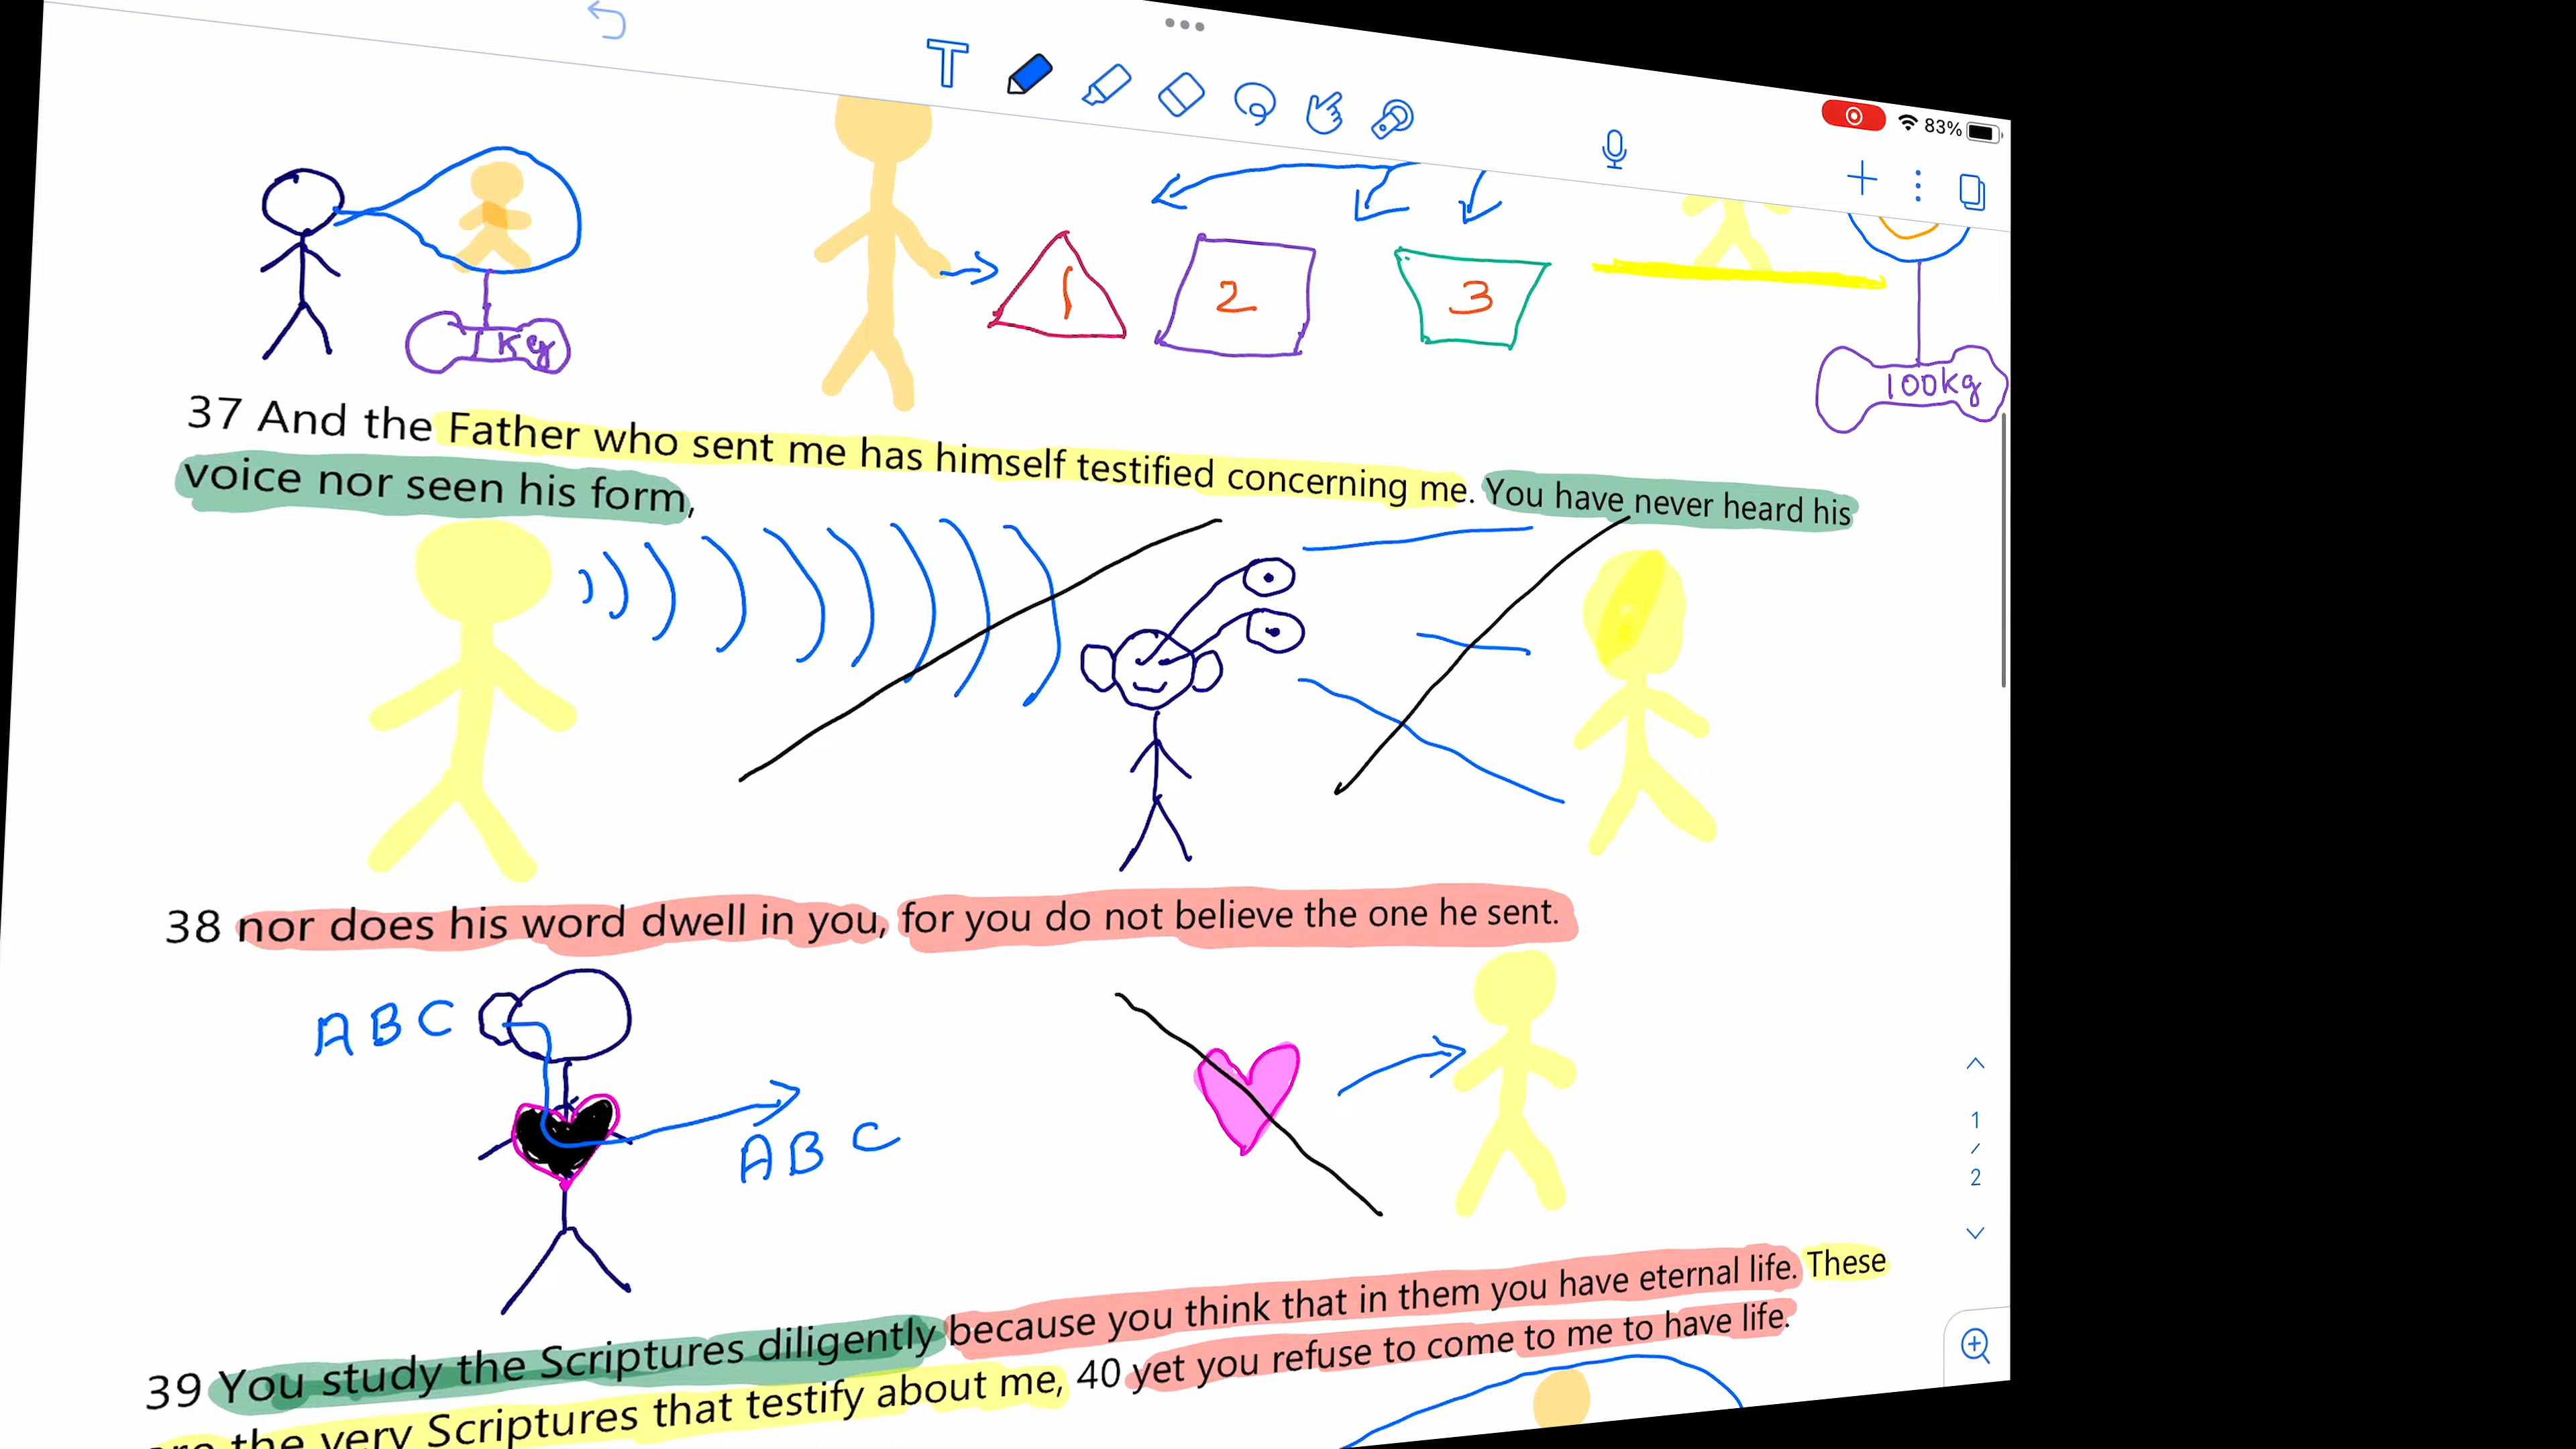 T
83%
1 2 3
1 Kg
100kg
37 And the Father who sent me has himself testified concerning me. You have never heard his
voice nor seen his form,
38 nor does his word dwell in you, for you do not believe the one he sent.
A B C
A B C
1
/
2
39 You study the Scriptures diligently because you think that in them you have eternal life. These
are the very Scriptures that testify about me, 40 yet you refuse to come to me to have life.